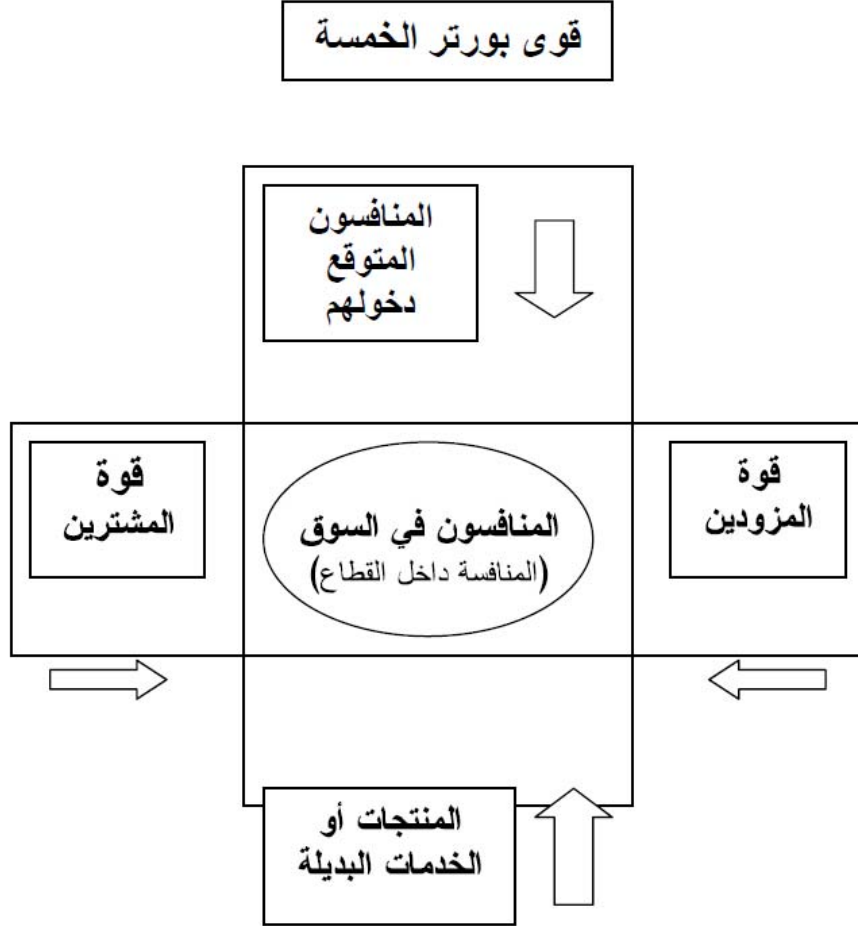 قوى بورتر الخمسة
المنافسون
المتوقع
دخولهم
قوة
المزودين
المنافسون في السوق
(المنافسة داخل القطاع)
قوة
المشترين
المنتجات أو
الخدمات البديلة